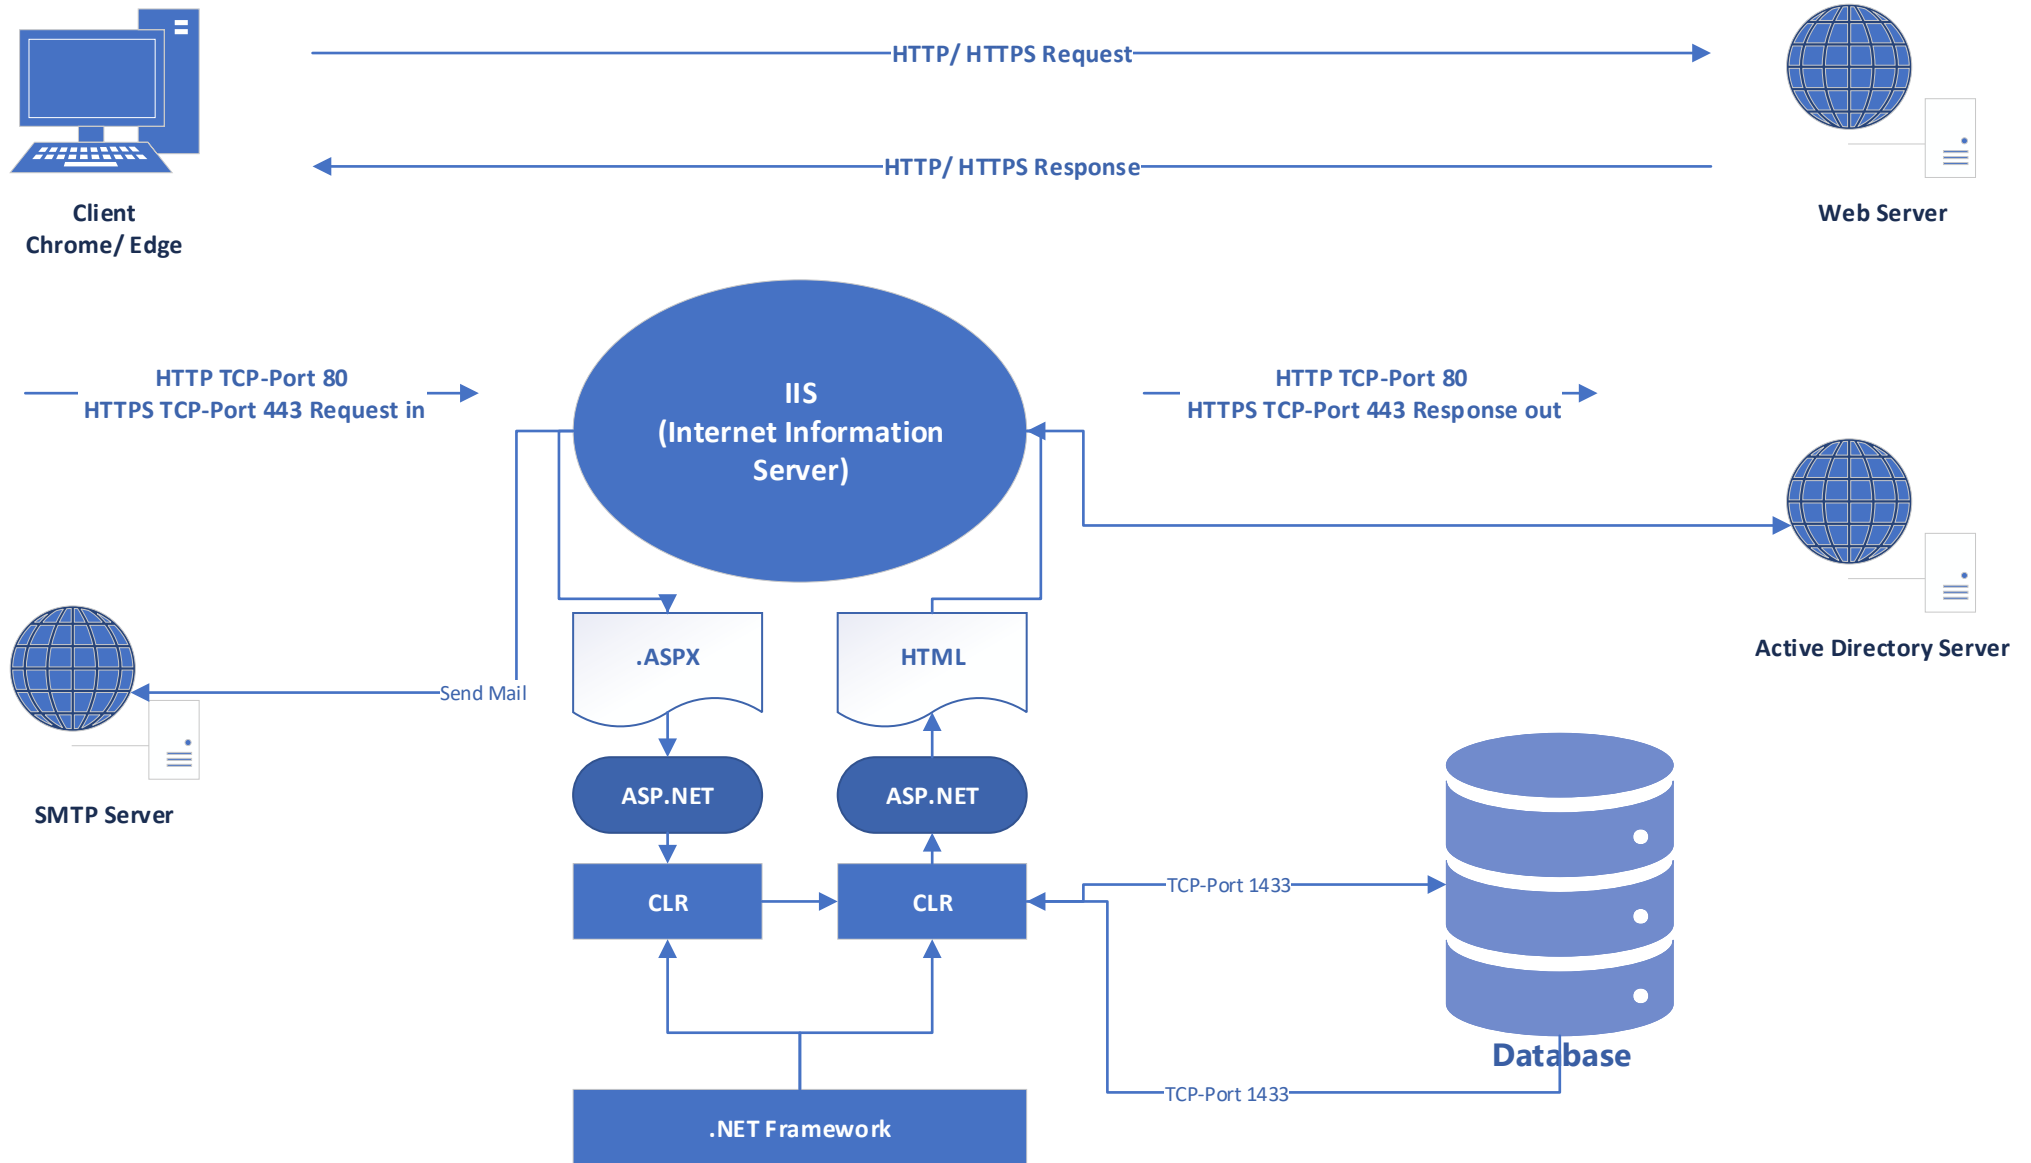 HTTP/ HTTPS Request
HTTP/ HTTPS Response
Client
Chrome/ Edge
Web Server
HTTP TCP-Port 80
HTTPS TCP-Port 443 Request in
IIS
(Internet Information
Server)
HTTP TCP-Port 80
HTTPS TCP-Port 443 Response out
.ASPX
HTML
Active Directory Server
Send Mail
SMTP Server
ASP.NET
ASP.NET
CLR
CLR
TCP-Port 1433
Database
TCP-Port 1433
.NET Framework